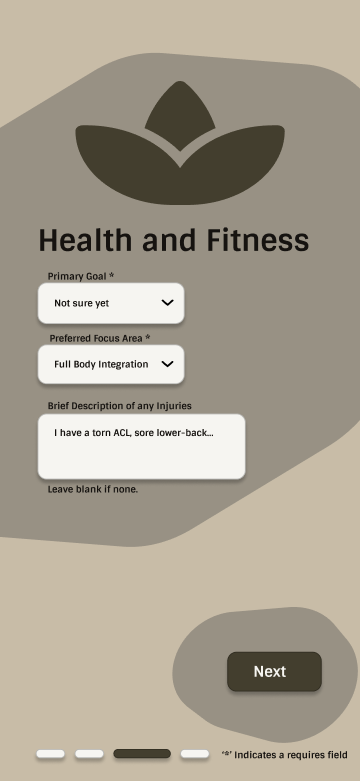 Health and Fitness
Primary Goal *
Not sure yet
Preferred Focus Area *
Full Body Integration
Brief Description of any Injuries
I have a torn ACL, sore lower-back...
Leave blank if none.
Next
'*' Indicates a requires field